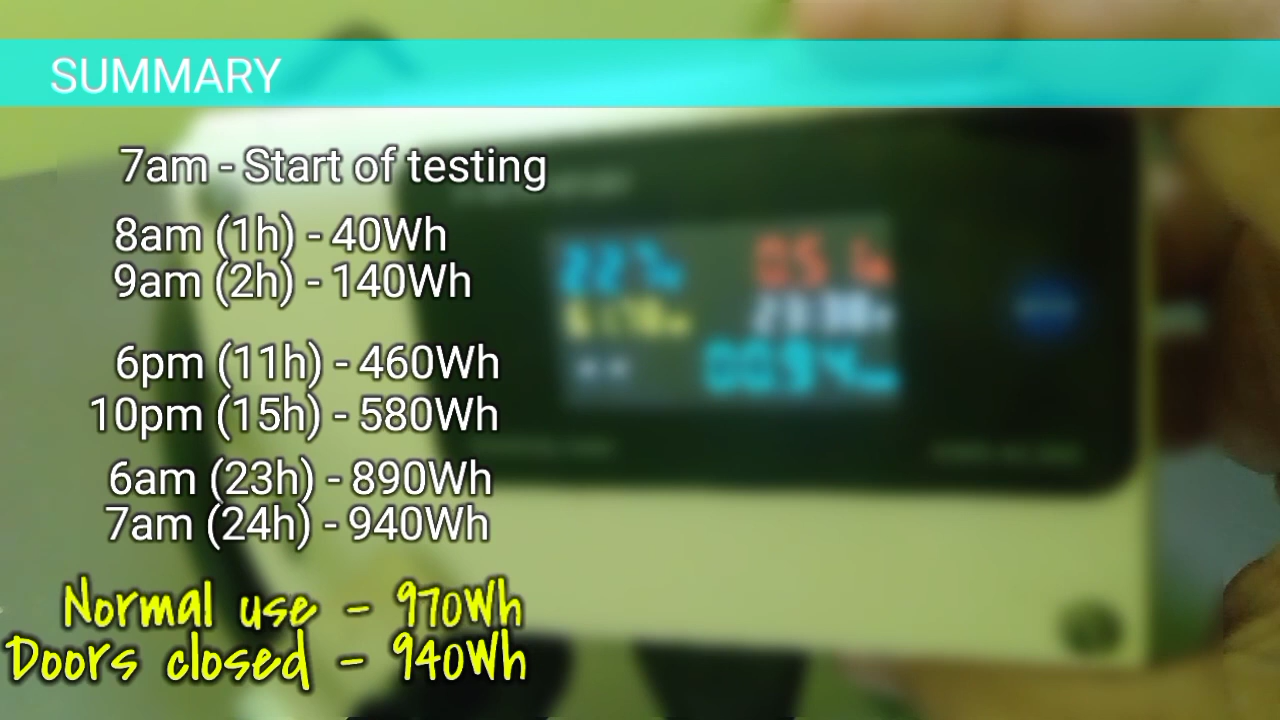 SUMMARY
7am - Start of testing
8am (1h) - 40Wh
9am (2h) - 140Wh
6pm (11h) - 460Wh
10pm (15h) - 580Wh
6am (23h) - 890Wh
7am (24h) - 940Wh
Normal use - 970Wh
Doors closed - 940Wh